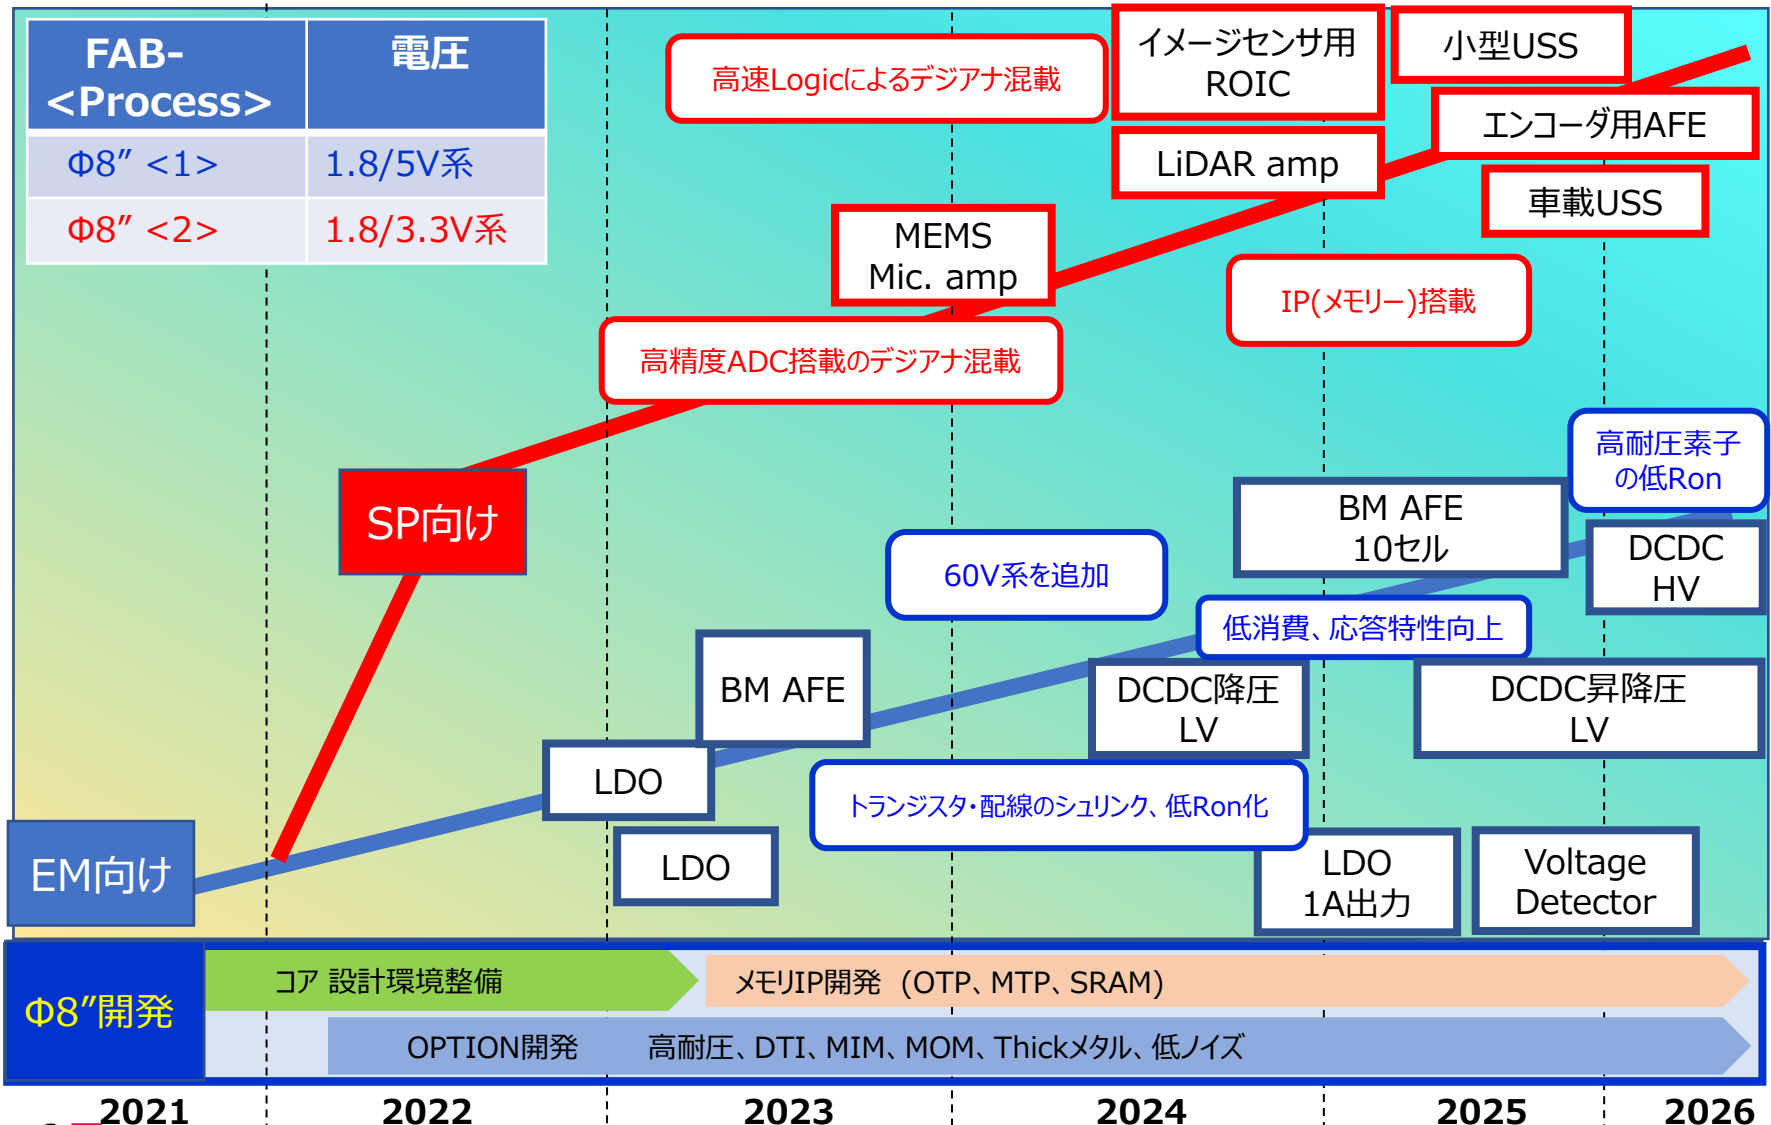 FAB-
<Process>
電圧
Φ8″ <1>
1.8/5V系
Φ8″ <2>
1.8/3.3V系
高速Logicによるデジアナ混載
イメージセンサ用
ROIC
小型USS
エンコーダ用AFE
LiDAR amp
車載USS
MEMS
Mic. amp
IP(メモリー)搭載
高精度ADC搭載のデジアナ混載
高耐圧素子
の低Ron
SP向け
BM AFE
10セル
DCDC
HV
60V系を追加
低消費、応答特性向上
BM AFE
DCDC降圧
LV
DCDC昇降圧
LV
LDO
トランジスタ・配線のシュリンク、低Ron化
EM向け
LDO
LDO
1A出力
Voltage
Detector
Φ8″開発
コア 設計環境整備
メモリIP開発 (OTP、MTP、SRAM)
OPTION開発 高耐圧、DTI、MIM、MOM、Thickメタル、低ノイズ
2021
2022
2023
2024
2025
2026